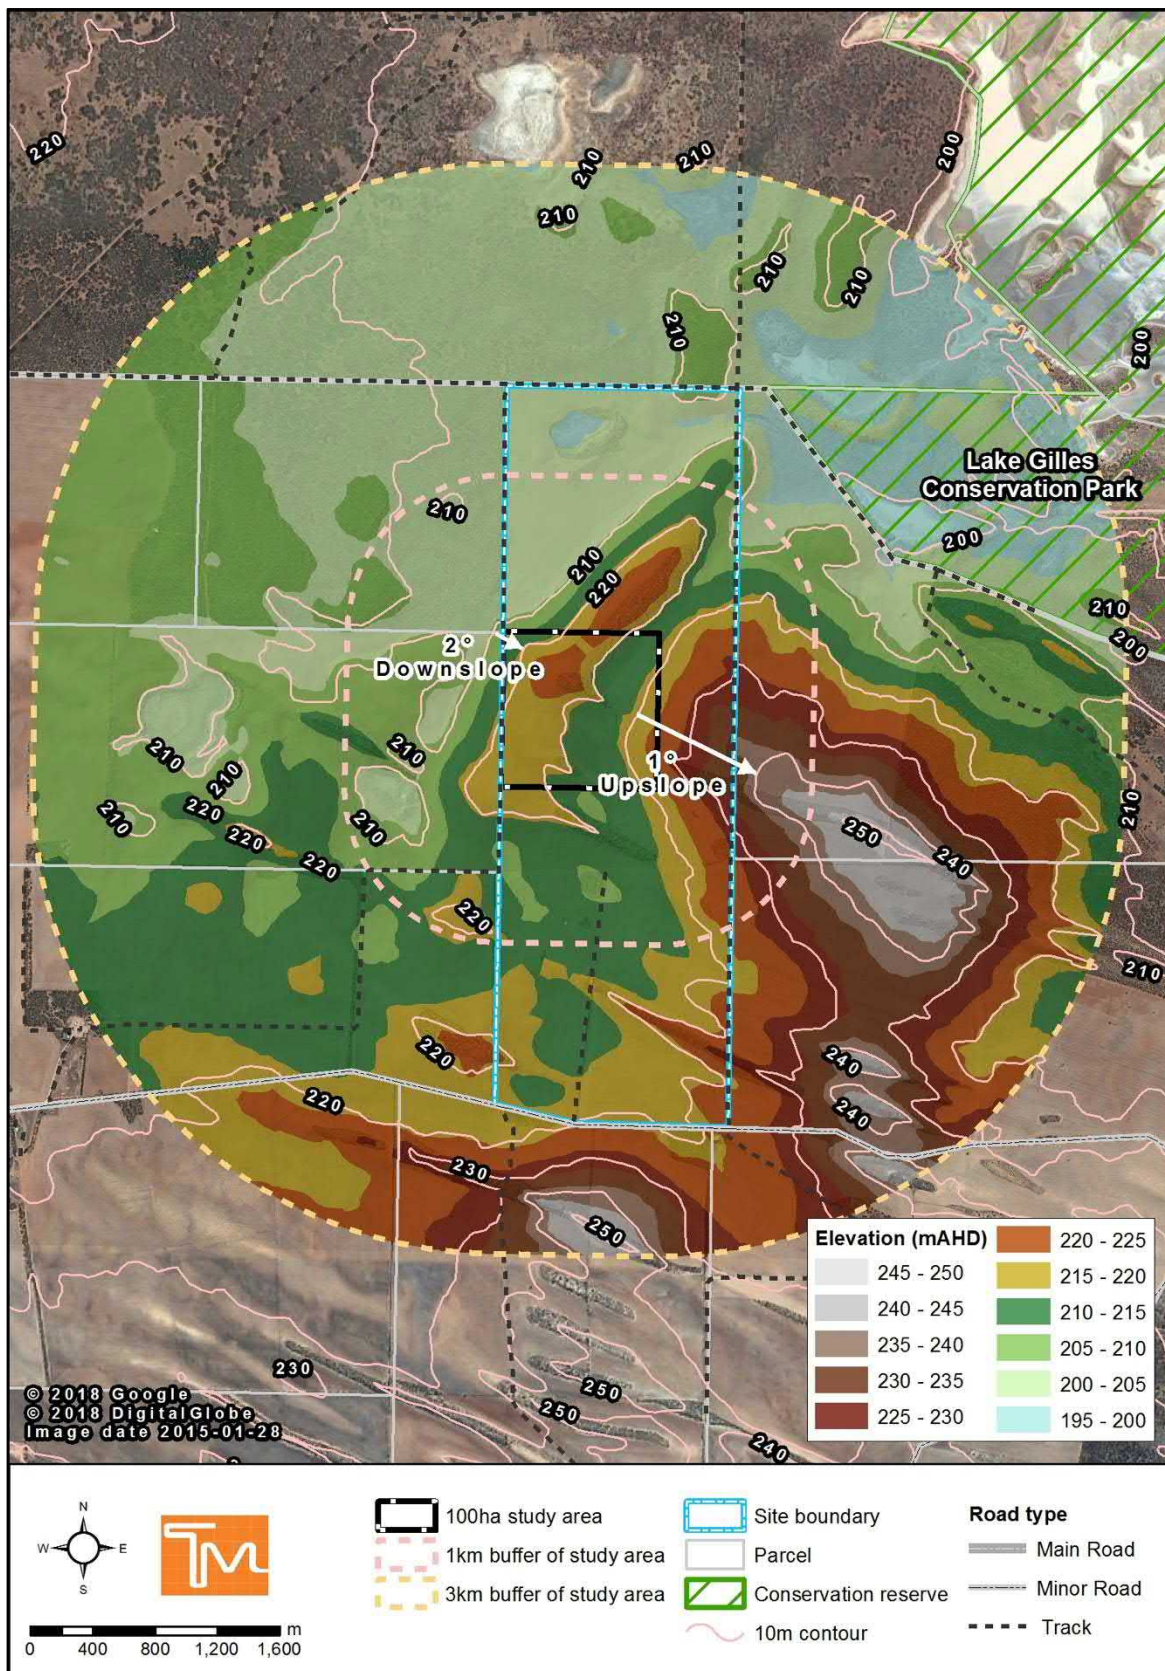 210
210
220
200
210
210
210
200
210
Lake Gilles
Conservation Park
210
200
210
220
210
200
2°
Downslope
1°
Upslope
210
210
210
210
220
210
220
220
210
250
240
220
210
220
240
240
220
230
250
Elevation (mAHD)
245 - 250
240 - 245
235 - 240
230 - 235
225 - 230
220 - 225
215 - 220
210 - 215
205 - 210
200 - 205
195 - 200
230
250
250
240
© 2018 Google
© 2018 DigitalGlobe
Image date 2015-01-28
N
W E
S
TM
0 400 800 1,200 1,600 m
100ha study area
1km buffer of study area
3km buffer of study area
Site boundary
Parcel
Conservation reserve
10m contour
Road type
Main Road
Minor Road
Track